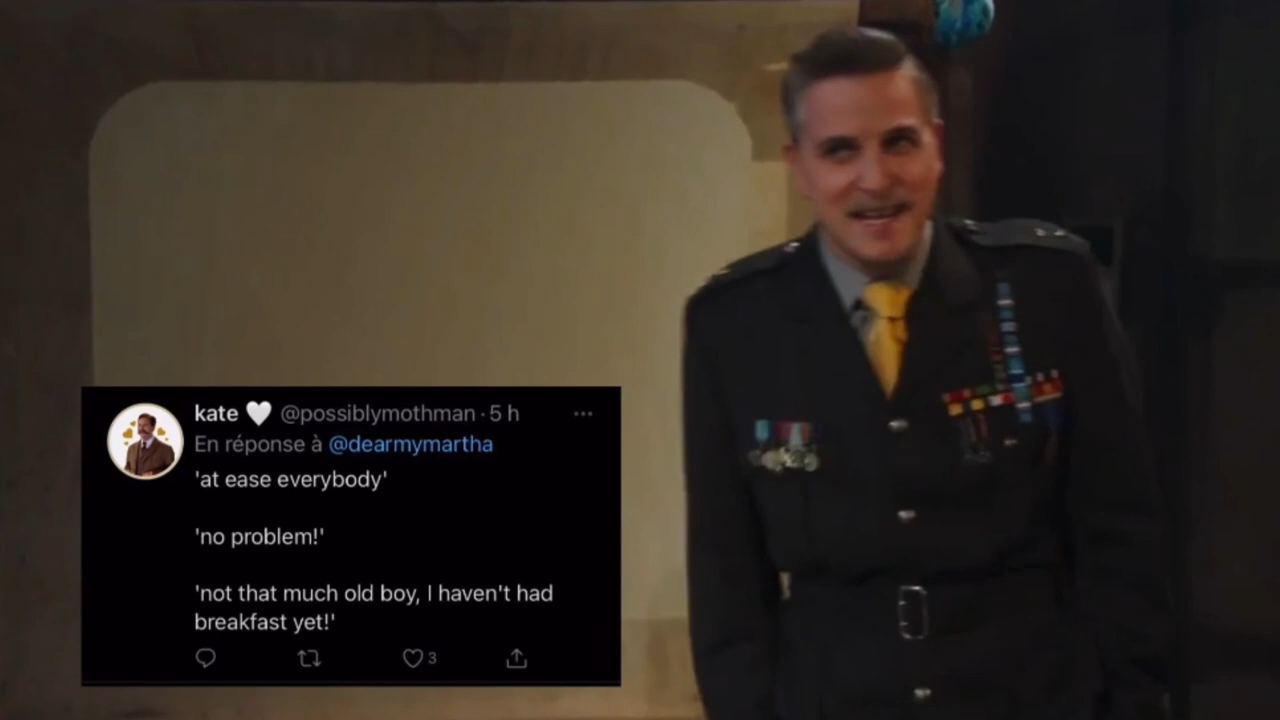 kate 🤍 @possiblymothman · 5 h
En réponse à @dearmymartha
'at ease everybody'
'no problem!'
'not that much old boy, I haven't had
breakfast yet!'
3